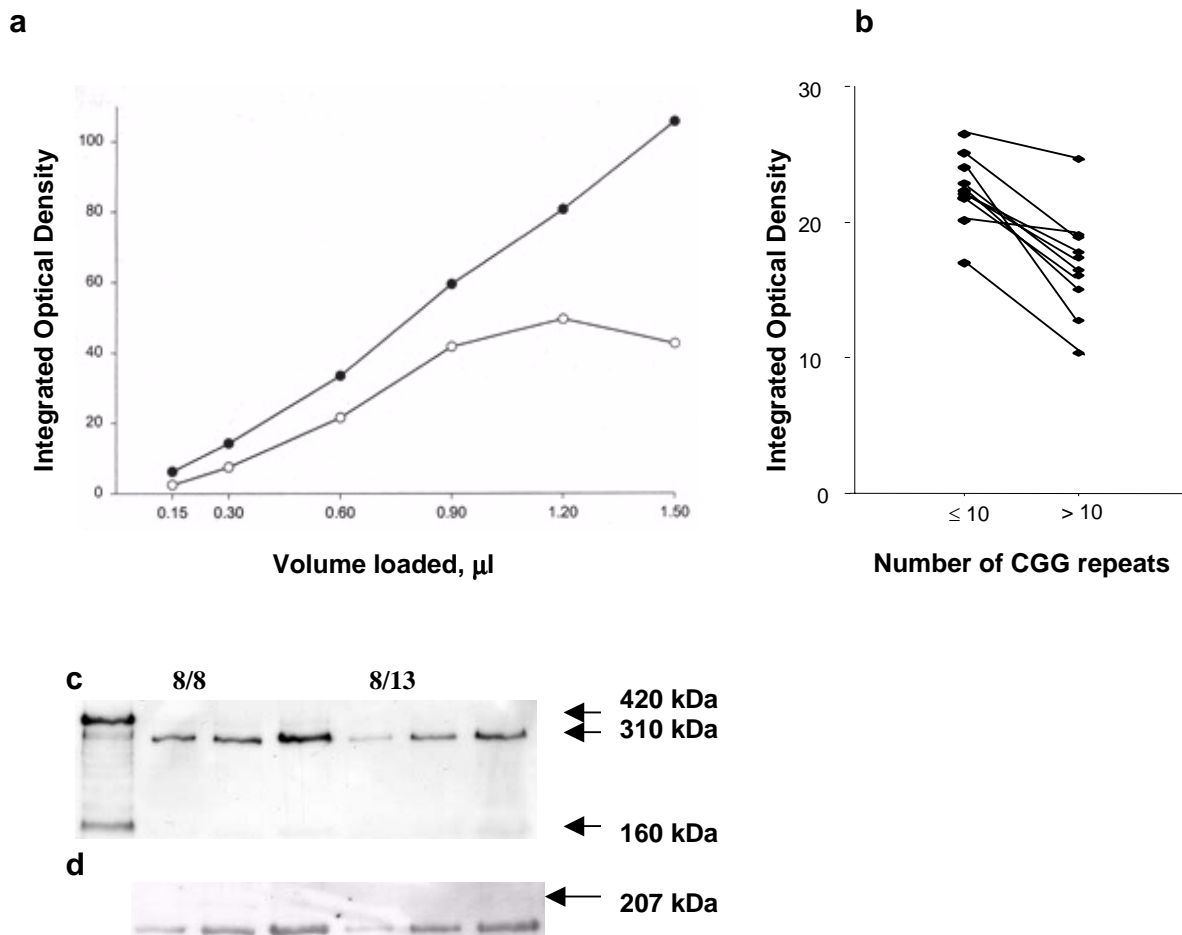 a
Integrated Optical Density
100
80
60
40
20
0
0.15 0.30 0.60 0.90 1.20 1.50
Volume loaded, μl
b
Integrated Optical Density
30
20
10
0
≤ 10 > 10
Number of CGG repeats
c
8/8 8/13
420 kDa
310 kDa
160 kDa
d
207 kDa